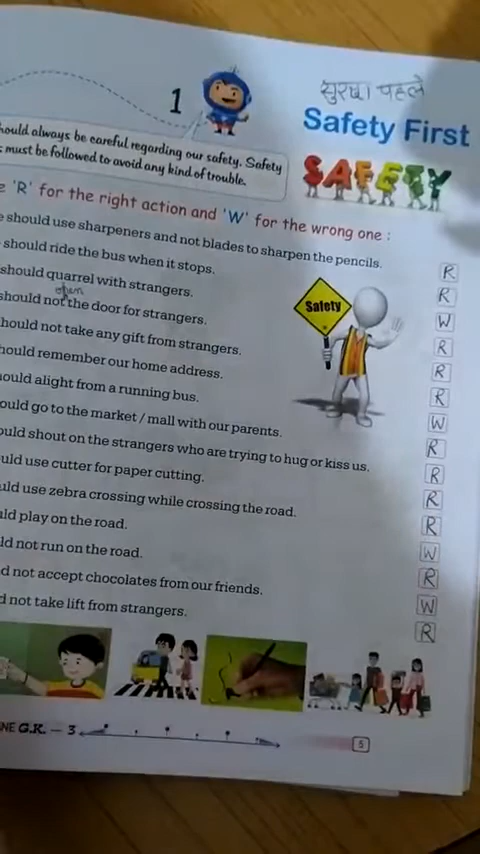 1
सुरक्षा पहले
Safety First
should always be careful regarding our safety. Safety
must be followed to avoid any kind of trouble.
SAFETY
'R' for the right action and 'W' for the wrong one :
should use sharpeners and not blades to sharpen the pencils. R
should ride the bus when it stops. R
should quarrel with strangers. W
open
should not the door for strangers. R
should not take any gift from strangers. R
should remember our home address. R
should alight from a running bus. W
ould go to the market / mall with our parents. R
ould shout on the strangers who are trying to hug or kiss us. R
uld use cutter for paper cutting. R
uld use zebra crossing while crossing the road. R
uld play on the road. W
ld not run on the road. R
d not accept chocolates from our friends. W
d not take lift from strangers. R
Safety
NE G.K. – 3
5